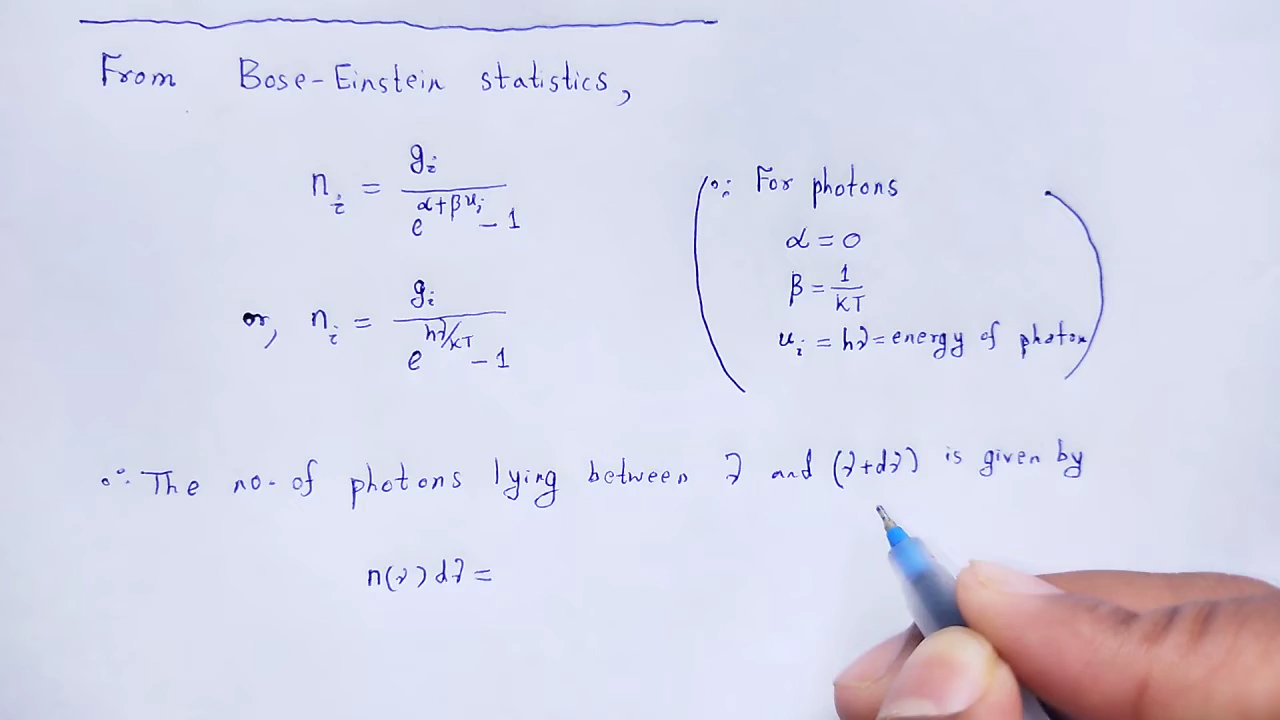 From Bose-Einstein statistics,
nᵢ = gᵢ / (e^(α+βuᵢ) - 1)
or, nᵢ = gᵢ / (e^(hν/KT) - 1)
(∵ For photons
α = 0
β = 1/KT
uᵢ = hν = energy of photon)
∴ The no. of photons lying between ν and (ν+dν) is given by
n(ν) dν =